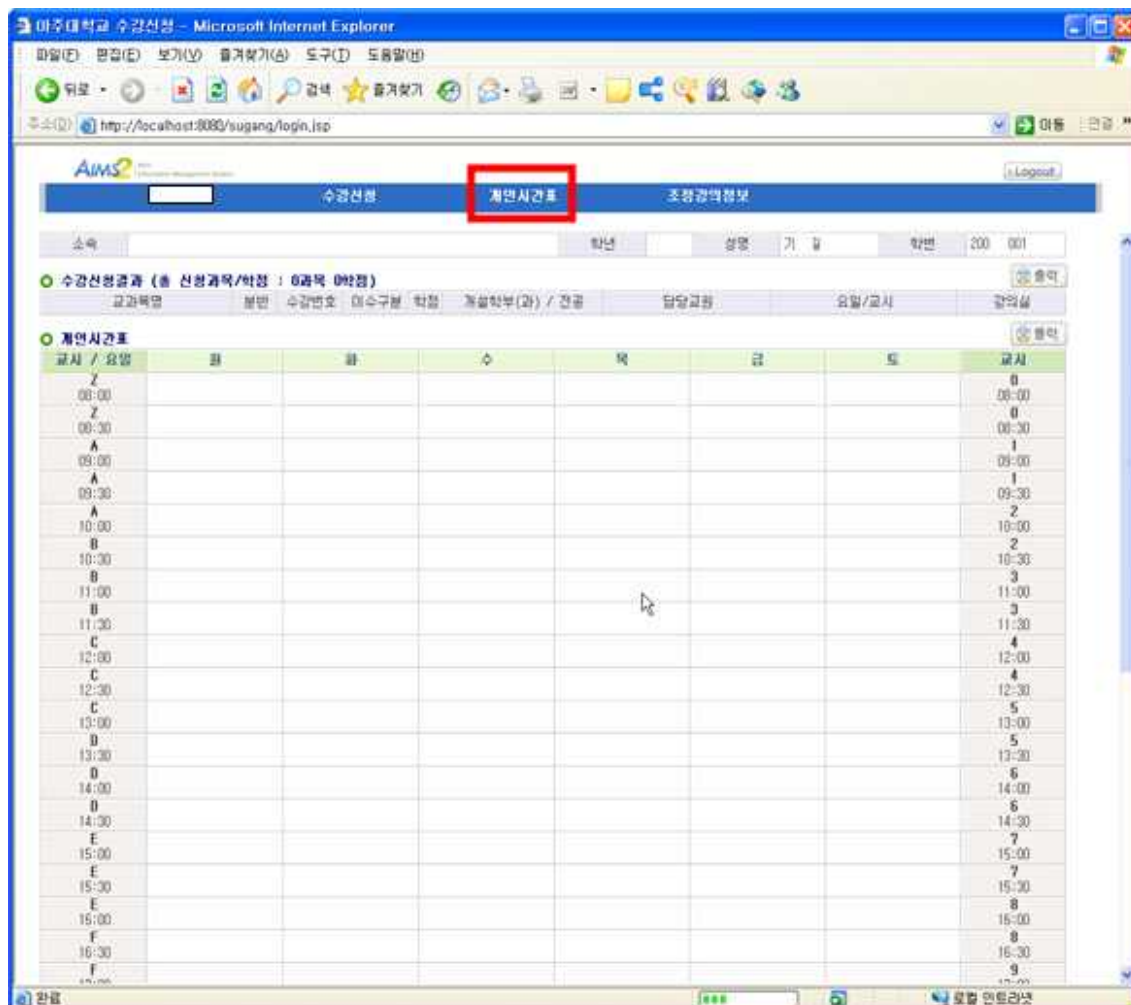 아주대학교 수강신청 - Microsoft Internet Explorer
파일(F) 편집(E) 보기(V) 즐겨찾기(A) 도구(T) 도움말(H)
뒤로 검색 즐겨찾기
주소(D) http://localhost:8080/sugang/login.jsp 이동 연결 »
AIMS2 Logout
수강신청 개인시간표 조정강의정보
소속 학년 성명 학번 200 001
수강신청결과 (총 신청과목/학점 : 0과목 0학점) 출력
교과목명 분반 수강번호 이수구분 학점 개설학부(과) / 전공 담당교원 요일/교시 강의실
개인시간표 출력
교시 / 요일 월 화 수 목 금 토 교시
Z 0
08:00 08:00
Z 0
08:30 08:30
A 1
09:00 09:00
A 1
09:30 09:30
A 2
10:00 10:00
B 2
10:30 10:30
B 3
11:00 11:00
B 3
11:30 11:30
C 4
12:00 12:00
C 4
12:30 12:30
C 5
13:00 13:00
D 5
13:30 13:30
D 6
14:00 14:00
D 6
14:30 14:30
E 7
15:00 15:00
E 7
15:30 15:30
E 8
16:00 16:00
F 8
16:30 16:30
F 9
완료 로컬 인트라넷